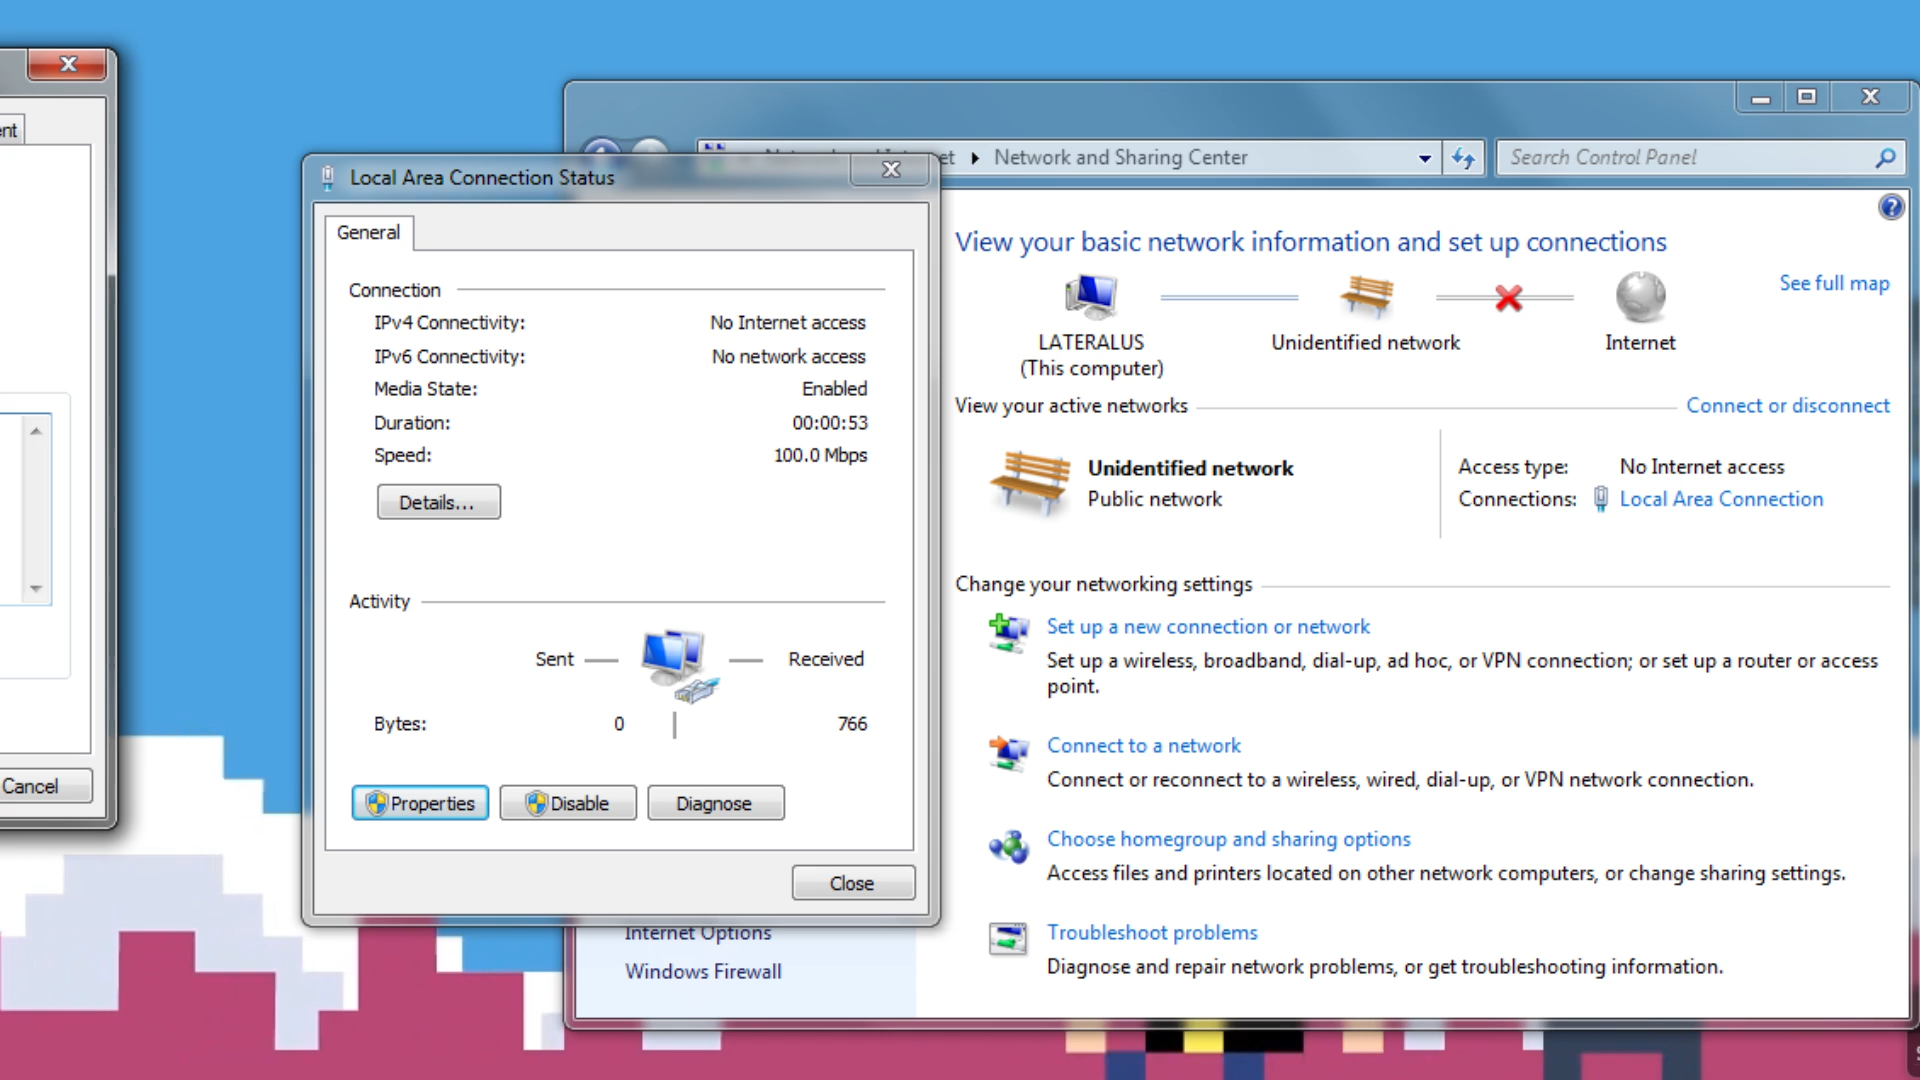 Network and Sharing Center
Search Control Panel
Local Area Connection Status
General
Connection
IPv4 Connectivity: No Internet access
IPv6 Connectivity: No network access
Media State: Enabled
Duration: 00:00:53
Speed: 100.0 Mbps
Details...
Activity
Sent — Received
Bytes: 0 766
Properties Disable Diagnose
Close
Cancel
View your basic network information and set up connections
See full map
LATERALUS Unidentified network Internet
(This computer)
View your active networks Connect or disconnect
Unidentified network
Public network
Access type: No Internet access
Connections: Local Area Connection
Change your networking settings
Set up a new connection or network
Set up a wireless, broadband, dial-up, ad hoc, or VPN connection; or set up a router or access
point.
Connect to a network
Connect or reconnect to a wireless, wired, dial-up, or VPN network connection.
Choose homegroup and sharing options
Access files and printers located on other network computers, or change sharing settings.
Troubleshoot problems
Diagnose and repair network problems, or get troubleshooting information.
Internet Options
Windows Firewall